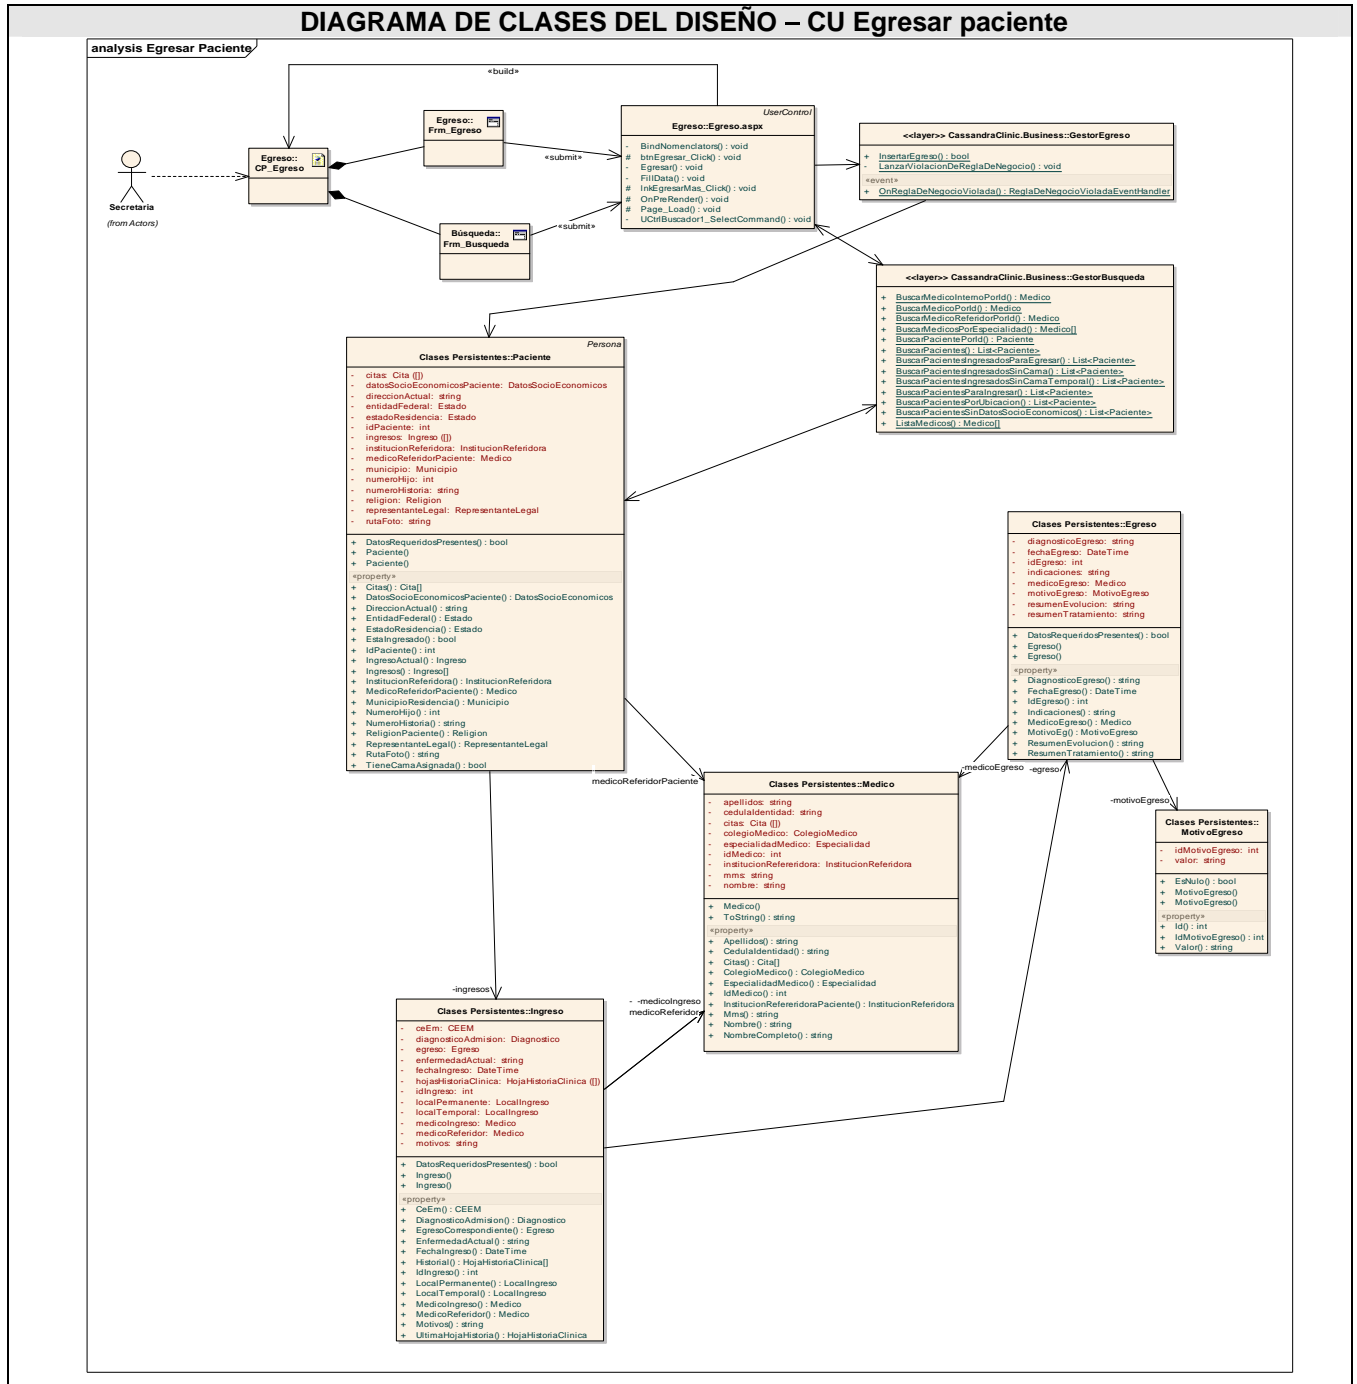 DIAGRAMA DE CLASES DEL DISEÑO – CU Egresar paciente
analysis Egresar Paciente
«build»
Secretaria
(from Actors)
Egreso::
CP_Egreso
Egreso::
Frm_Egreso
Búsqueda::
Frm_Busqueda
«submit»
«submit»
UserControl
Egreso::Egreso.aspx
- BindNomenclators() : void
# btnEgresar_Click() : void
- Egresar() : void
- FillData() : void
# lnkEgresarMas_Click() : void
# OnPreRender() : void
# Page_Load() : void
- UCtrlBuscador1_SelectCommand() : void
<<layer>> CassandraClinic.Business::GestorEgreso
+ InsertarEgreso() : bool
- LanzarViolacionDeReglaDeNegocio() : void
«event»
+ OnReglaDeNegocioViolada() : ReglaDeNegocioVioladaEventHandler
<<layer>> CassandraClinic.Business::GestorBusqueda
+ BuscarMedicoInternoPorId() : Medico
+ BuscarMedicoPorId() : Medico
+ BuscarMedicoReferidorPorId() : Medico
+ BuscarMedicosPorEspecialidad() : Medico[]
+ BuscarPacientePorId() : Paciente
+ BuscarPacientes() : List<Paciente>
+ BuscarPacientesIngresadosParaEgresar() : List<Paciente>
+ BuscarPacientesIngresadosSinCama() : List<Paciente>
+ BuscarPacientesIngresadosSinCamaTemporal() : List<Paciente>
+ BuscarPacientesParaIngresar() : List<Paciente>
+ BuscarPacientesPorUbicacion() : List<Paciente>
+ BuscarPacientesSinDatosSocioEconomicos() : List<Paciente>
+ ListaMedicos() : Medico[]
Persona
Clases Persistentes::Paciente
- citas: Cita ([])
- datosSocioEconomicosPaciente: DatosSocioEconomicos
- direccionActual: string
- entidadFederal: Estado
- estadoResidencia: Estado
- idPaciente: int
- ingresos: Ingreso ([])
- institucionReferidora: InstitucionReferidora
- medicoReferidorPaciente: Medico
- municipio: Municipio
- numeroHijo: int
- numeroHistoria: string
- religion: Religion
- representanteLegal: RepresentanteLegal
- rutaFoto: string
+ DatosRequeridosPresentes() : bool
+ Paciente()
+ Paciente()
«property»
+ Citas() : Cita[]
+ DatosSocioEconomicosPaciente() : DatosSocioEconomicos
+ DireccionActual() : string
+ EntidadFederal() : Estado
+ EstadoResidencia() : Estado
+ EstaIngresado() : bool
+ IdPaciente() : int
+ IngresoActual() : Ingreso
+ Ingresos() : Ingreso[]
+ InstitucionReferidora() : InstitucionReferidora
+ MedicoReferidorPaciente() : Medico
+ MunicipioResidencia() : Municipio
+ NumeroHijo() : int
+ NumeroHistoria() : string
+ ReligionPaciente() : Religion
+ RepresentanteLegal() : RepresentanteLegal
+ RutaFoto() : string
+ TieneCamaAsignada() : bool
Clases Persistentes::Egreso
- diagnosticoEgreso: string
- fechaEgreso: DateTime
- idEgreso: int
- indicaciones: string
- medicoEgreso: Medico
- motivoEgreso: MotivoEgreso
- resumenEvolucion: string
- resumenTratamiento: string
+ DatosRequeridosPresentes() : bool
+ Egreso()
+ Egreso()
«property»
+ DiagnosticoEgreso() : string
+ FechaEgreso() : DateTime
+ IdEgreso() : int
+ Indicaciones() : string
+ MedicoEgreso() : Medico
+ MotivoEg() : MotivoEgreso
+ ResumenEvolucion() : string
+ ResumenTratamiento() : string
medicoReferidorPaciente
-medicoEgreso
-egreso
-motivoEgreso
Clases Persistentes::Medico
- apellidos: string
- cedulaIdentidad: string
- citas: Cita ([])
- colegioMedico: ColegioMedico
- especialidadMedico: Especialidad
- idMedico: int
- institucionRefereridora: InstitucionReferidora
- mms: string
- nombre: string
+ Medico()
+ ToString() : string
«property»
+ Apellidos() : string
+ CedulaIdentidad() : string
+ Citas() : Cita[]
+ ColegioMedico() : ColegioMedico
+ EspecialidadMedico() : Especialidad
+ IdMedico() : int
+ InstitucionRefereridoraPaciente() : InstitucionReferidora
+ Mms() : string
+ Nombre() : string
+ NombreCompleto() : string
Clases Persistentes::
MotivoEgreso
- idMotivoEgreso: int
- valor: string
+ EsNulo() : bool
+ MotivoEgreso()
+ MotivoEgreso()
«property»
+ Id() : int
+ IdMotivoEgreso() : int
+ Valor() : string
-ingresos
- -medicoIngreso
medicoReferidor
Clases Persistentes::Ingreso
- ceEm: CEEM
- diagnosticoAdmision: Diagnostico
- egreso: Egreso
- enfermedadActual: string
- fechaIngreso: DateTime
- hojasHistoriaClinica: HojaHistoriaClinica ([])
- idIngreso: int
- localPermanente: LocalIngreso
- localTemporal: LocalIngreso
- medicoIngreso: Medico
- medicoReferidor: Medico
- motivos: string
+ DatosRequeridosPresentes() : bool
+ Ingreso()
+ Ingreso()
«property»
+ CeEm() : CEEM
+ DiagnosticoAdmision() : Diagnostico
+ EgresoCorrespondiente() : Egreso
+ EnfermedadActual() : string
+ FechaIngreso() : DateTime
+ Historial() : HojaHistoriaClinica[]
+ IdIngreso() : int
+ LocalPermanente() : LocalIngreso
+ LocalTemporal() : LocalIngreso
+ MedicoIngreso() : Medico
+ MedicoReferidor() : Medico
+ Motivos() : string
+ UltimaHojaHistoria() : HojaHistoriaClinica